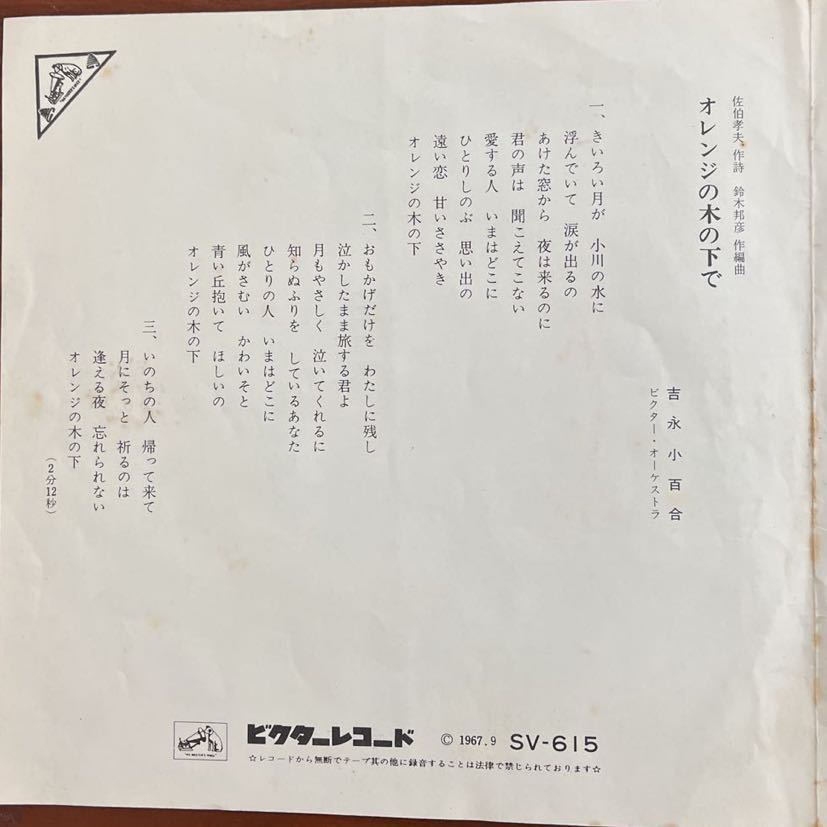 佐伯孝夫 作詩 鈴木邦彦 作編曲
オレンジの木の下で
吉永小百合
ビクター・オーケストラ
一、きいろい月が 小川の水に
浮んでいて 涙が出るの
あけた窓から 夜は来るのに
君の声は 聞こえてこない
愛する人 いまはどこに
ひとりしのぶ 思い出の
遠い恋 甘いささやき
オレンジの木の下
二、おもかげだけを わたしに残し
泣かしたまま旅する君よ
月もやさしく 泣いてくれるに
知らぬふりを しているあなた
ひとりの人 いまはどこに
風がさむい かわいそと
青い丘抱いて ほしいの
オレンジの木の下
三、いのちの人 帰って来て
月にそっと 祈るのは
逢える夜 忘れられない
オレンジの木の下
(2分12秒)
ビクターレコード © 1967.9 SV-615
☆レコードから無断でテープ其の他に録音することは法律で禁じられております☆